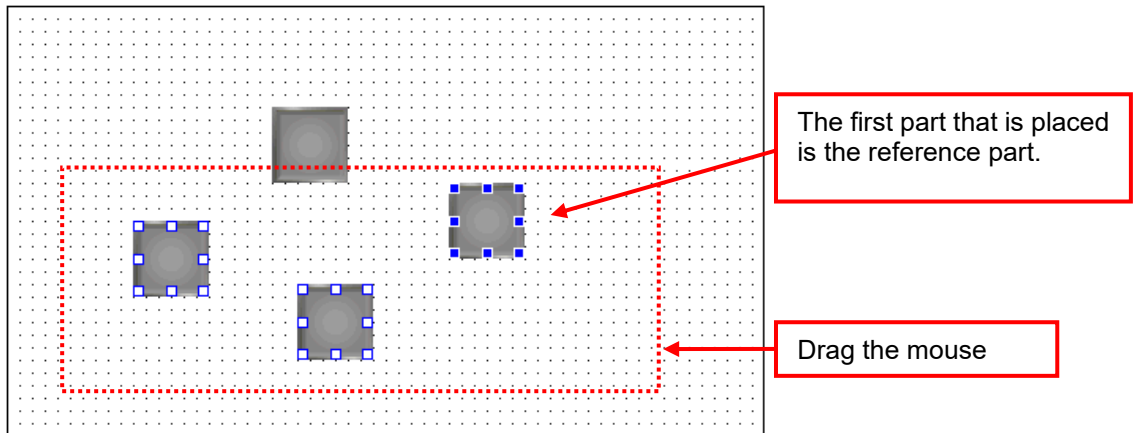 The first part that is placed
is the reference part.
Drag the mouse